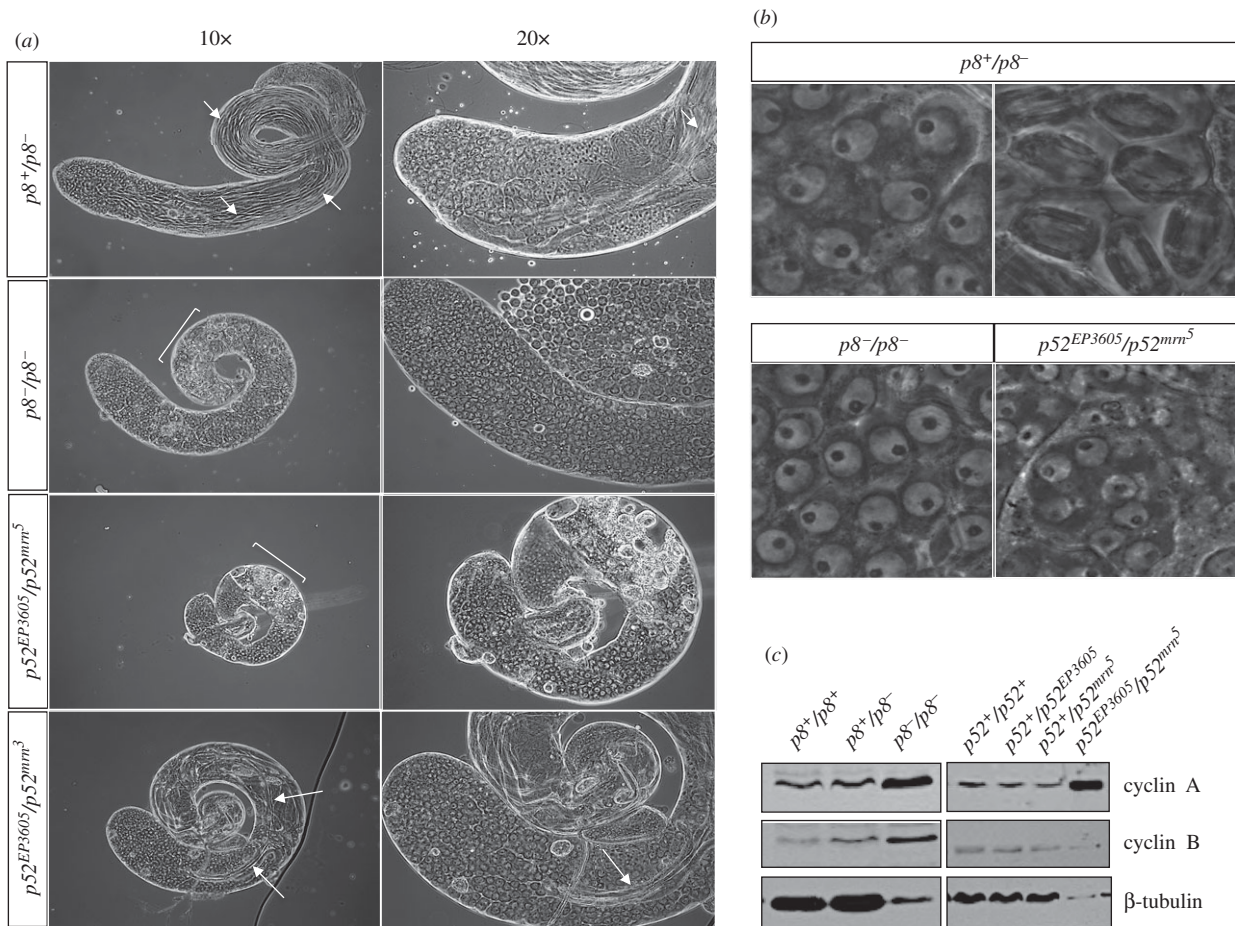 (a)
10×
20×
p8⁺/p8⁻
p8⁻/p8⁻
p52ᴱᴾ³⁶⁰⁵/p52ᵐʳⁿ⁵
p52ᴱᴾ³⁶⁰⁵/p52ᵐʳⁿ³
(b)
p8⁺/p8⁻
p8⁻/p8⁻
p52ᴱᴾ³⁶⁰⁵/p52ᵐʳⁿ⁵
(c)
p8⁺/p8⁺
p8⁺/p8⁻
p8⁻/p8⁻
p52⁺/p52⁺
p52⁺/p52ᴱᴾ³⁶⁰⁵
p52⁺/p52ᵐʳⁿ⁵
p52ᴱᴾ³⁶⁰⁵/p52ᵐʳⁿ⁵
cyclin A
cyclin B
β-tubulin